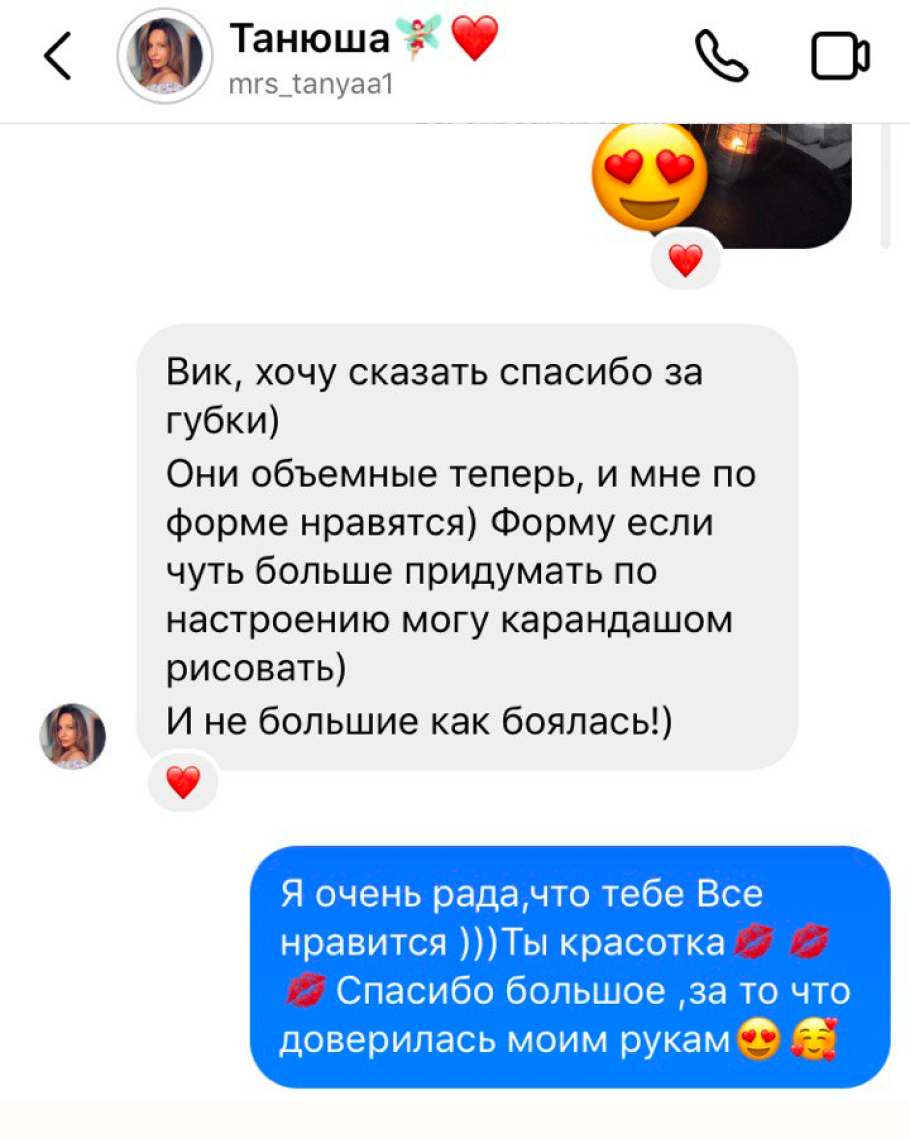 Танюша🧚❤️
mrs_tanyaa1
Вик, хочу сказать спасибо за
губки)
Они объемные теперь, и мне по
форме нравятся) Форму если
чуть больше придумать по
настроению могу карандашом
рисовать)
И не большие как боялась!)
Я очень рада,что тебе Все
нравится )))Ты красотка💋 💋
💋 Спасибо большое ,за то что
доверилась моим рукам😍 🥰